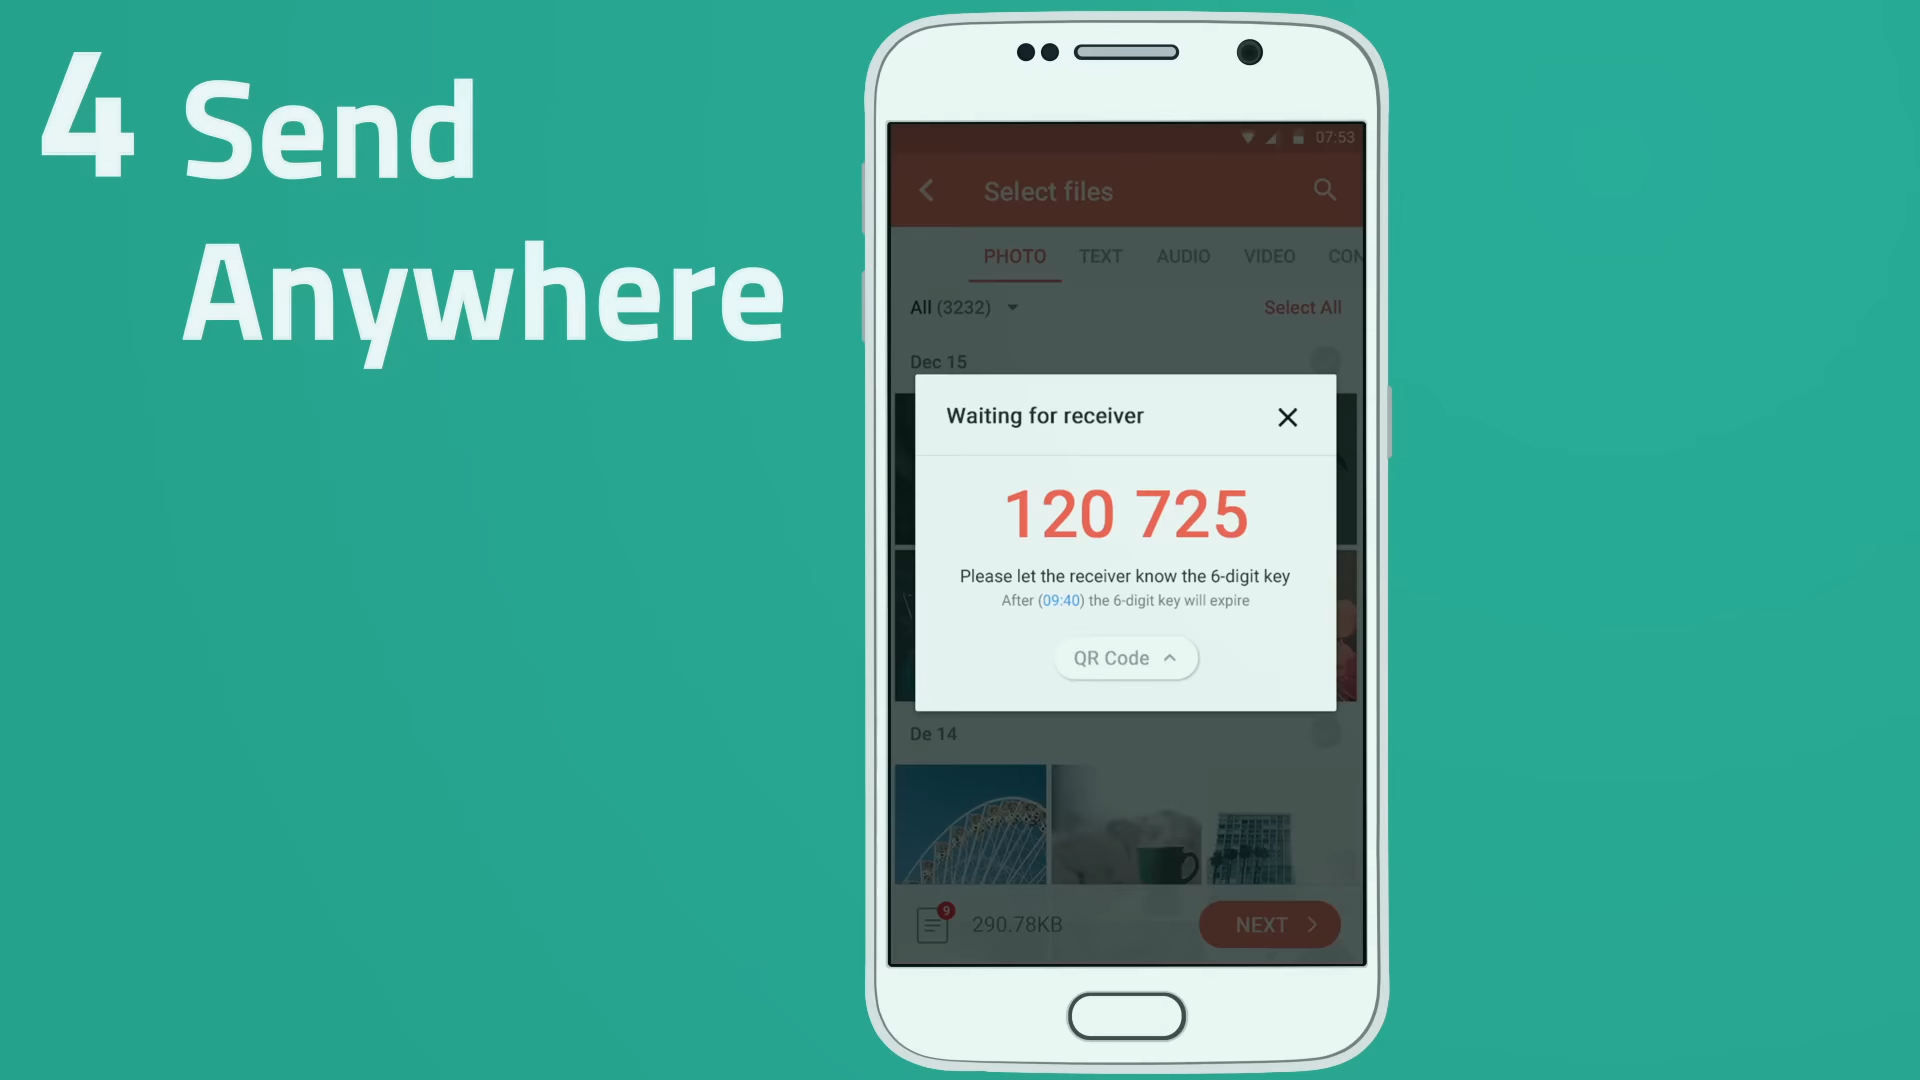 4 Send
Anywhere
07:53
Select files
PHOTO TEXT AUDIO VIDEO CON
All (3232) Select All
Dec 15
Waiting for receiver
120 725
Please let the receiver know the 6-digit key
After (09:40) the 6-digit key will expire
QR Code
De 14
9
290.78KB NEXT